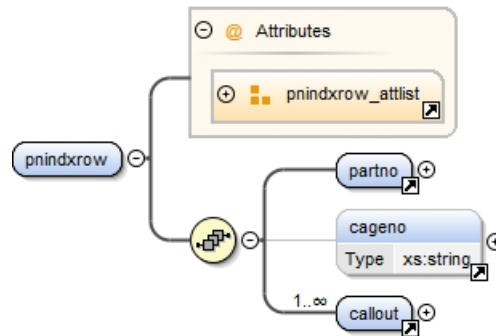 @ Attributes
pnindxrow_attlist
pnindxrow
partno
cageno
Type xs:string
1..∞
callout